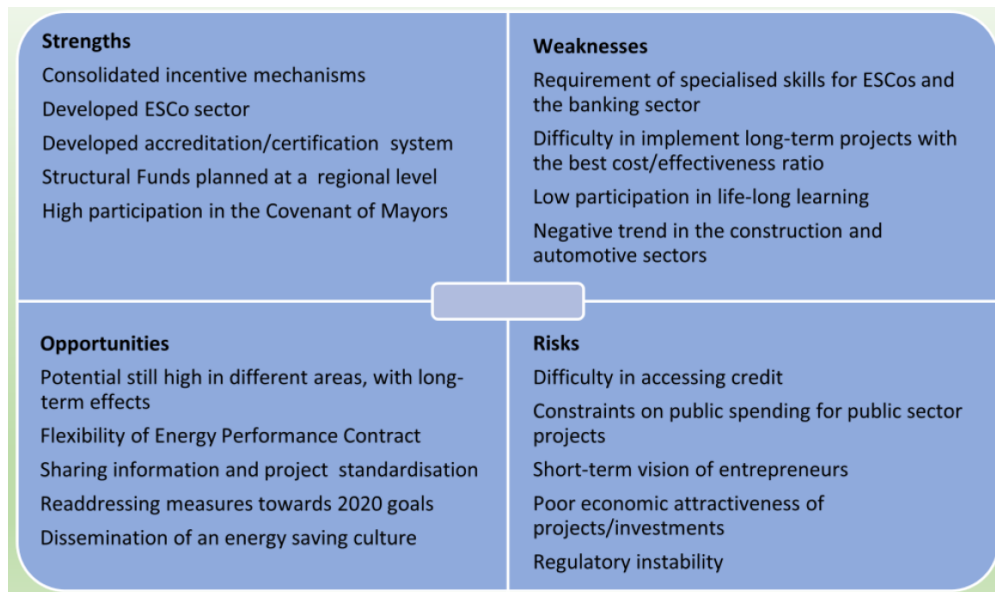 Strengths
Consolidated incentive mechanisms
Developed ESCo sector
Developed accreditation/certification system
Structural Funds planned at a regional level
High participation in the Covenant of Mayors
Weaknesses
Requirement of specialised skills for ESCos and
the banking sector
Difficulty in implement long-term projects with
the best cost/effectiveness ratio
Low participation in life-long learning
Negative trend in the construction and
automotive sectors
Opportunities
Potential still high in different areas, with long-
term effects
Flexibility of Energy Performance Contract
Sharing information and project standardisation
Readdressing measures towards 2020 goals
Dissemination of an energy saving culture
Risks
Difficulty in accessing credit
Constraints on public spending for public sector
projects
Short-term vision of entrepreneurs
Poor economic attractiveness of
projects/investments
Regulatory instability